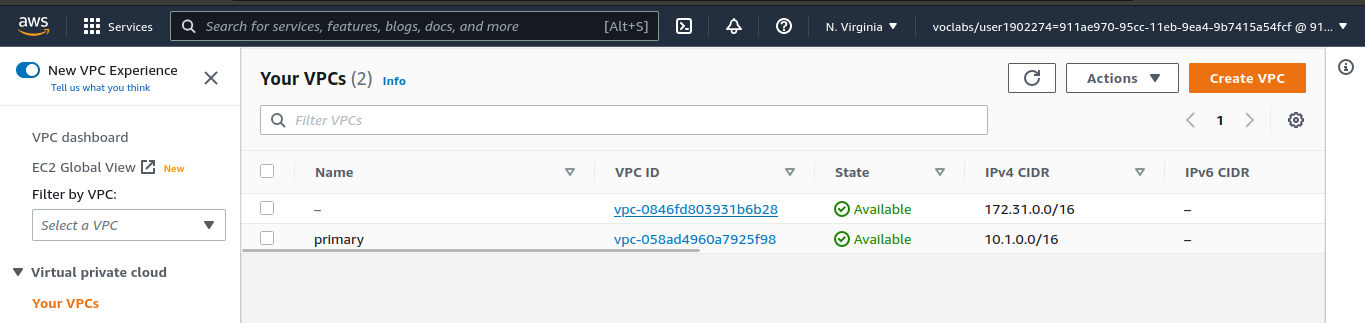 aws Services Search for services, features, blogs, docs, and more [Alt+S] N. Virginia voclabs/user1902274=911ae970-95cc-11eb-9ea4-9b7415a54fcf @ 91...
New VPC Experience
Tell us what you think
VPC dashboard
EC2 Global View New
Filter by VPC:
Select a VPC
Virtual private cloud
Your VPCs
Your VPCs (2) Info
Actions
Create VPC
Filter VPCs
1
Name VPC ID State IPv4 CIDR IPv6 CIDR
– vpc-0846fd803931b6b28 Available 172.31.0.0/16 –
primary vpc-058ad4960a7925f98 Available 10.1.0.0/16 –